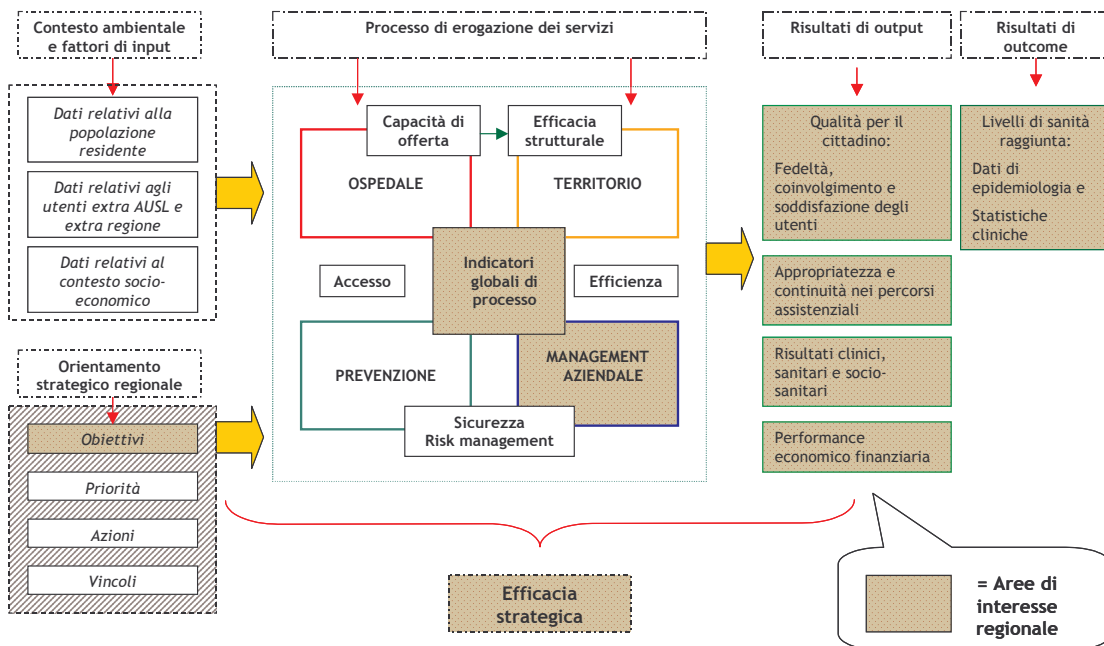 Contesto ambientale
e fattori di input
Processo di erogazione dei servizi
Risultati di output
Risultati di
outcome
Dati relativi alla
popolazione
residente
Dati relativi agli
utenti extra AUSL e
extra regione
Dati relativi al
contesto socio-
economico
Capacità di
offerta
Efficacia
strutturale
OSPEDALE
TERRITORIO
Accesso
Indicatori
globali di
processo
Efficienza
PREVENZIONE
MANAGEMENT
AZIENDALE
Sicurezza
Risk management
Qualità per il
cittadino:
Fedeltà,
coinvolgimento e
soddisfazione degli
utenti
Livelli di sanità
raggiunta:
Dati di
epidemiologia e
Statistiche
cliniche
Appropriatezza e
continuità nei percorsi
assistenziali
Risultati clinici,
sanitari e socio-
sanitari
Performance
economico finanziaria
Orientamento
strategico regionale
Obiettivi
Priorità
Azioni
Vincoli
Efficacia
strategica
= Aree di
interesse
regionale